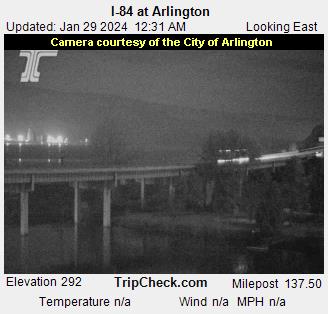 I-84 at Arlington
Updated: Jan 29 2024 12:31 AM Looking East
Camera courtesy of the City of Arlington
Elevation 292 TripCheck.com Milepost 137.50
Temperature n/a Wind n/a MPH n/a